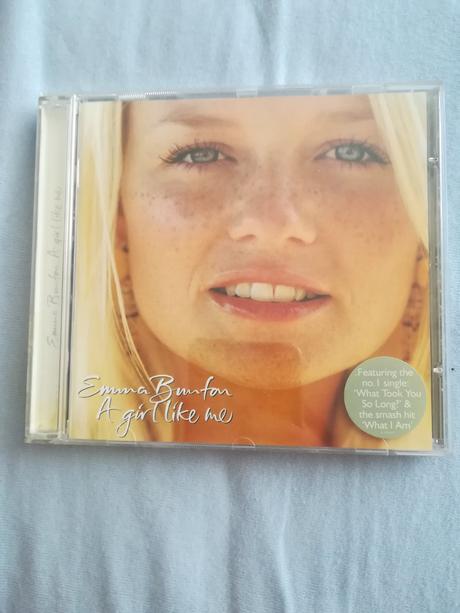 Emma Bunton A girl like me
Emma Bunton
A girl like me
Featuring the
no.1 single:
'What Took You
So Long?' &
the smash hit
'What I Am'